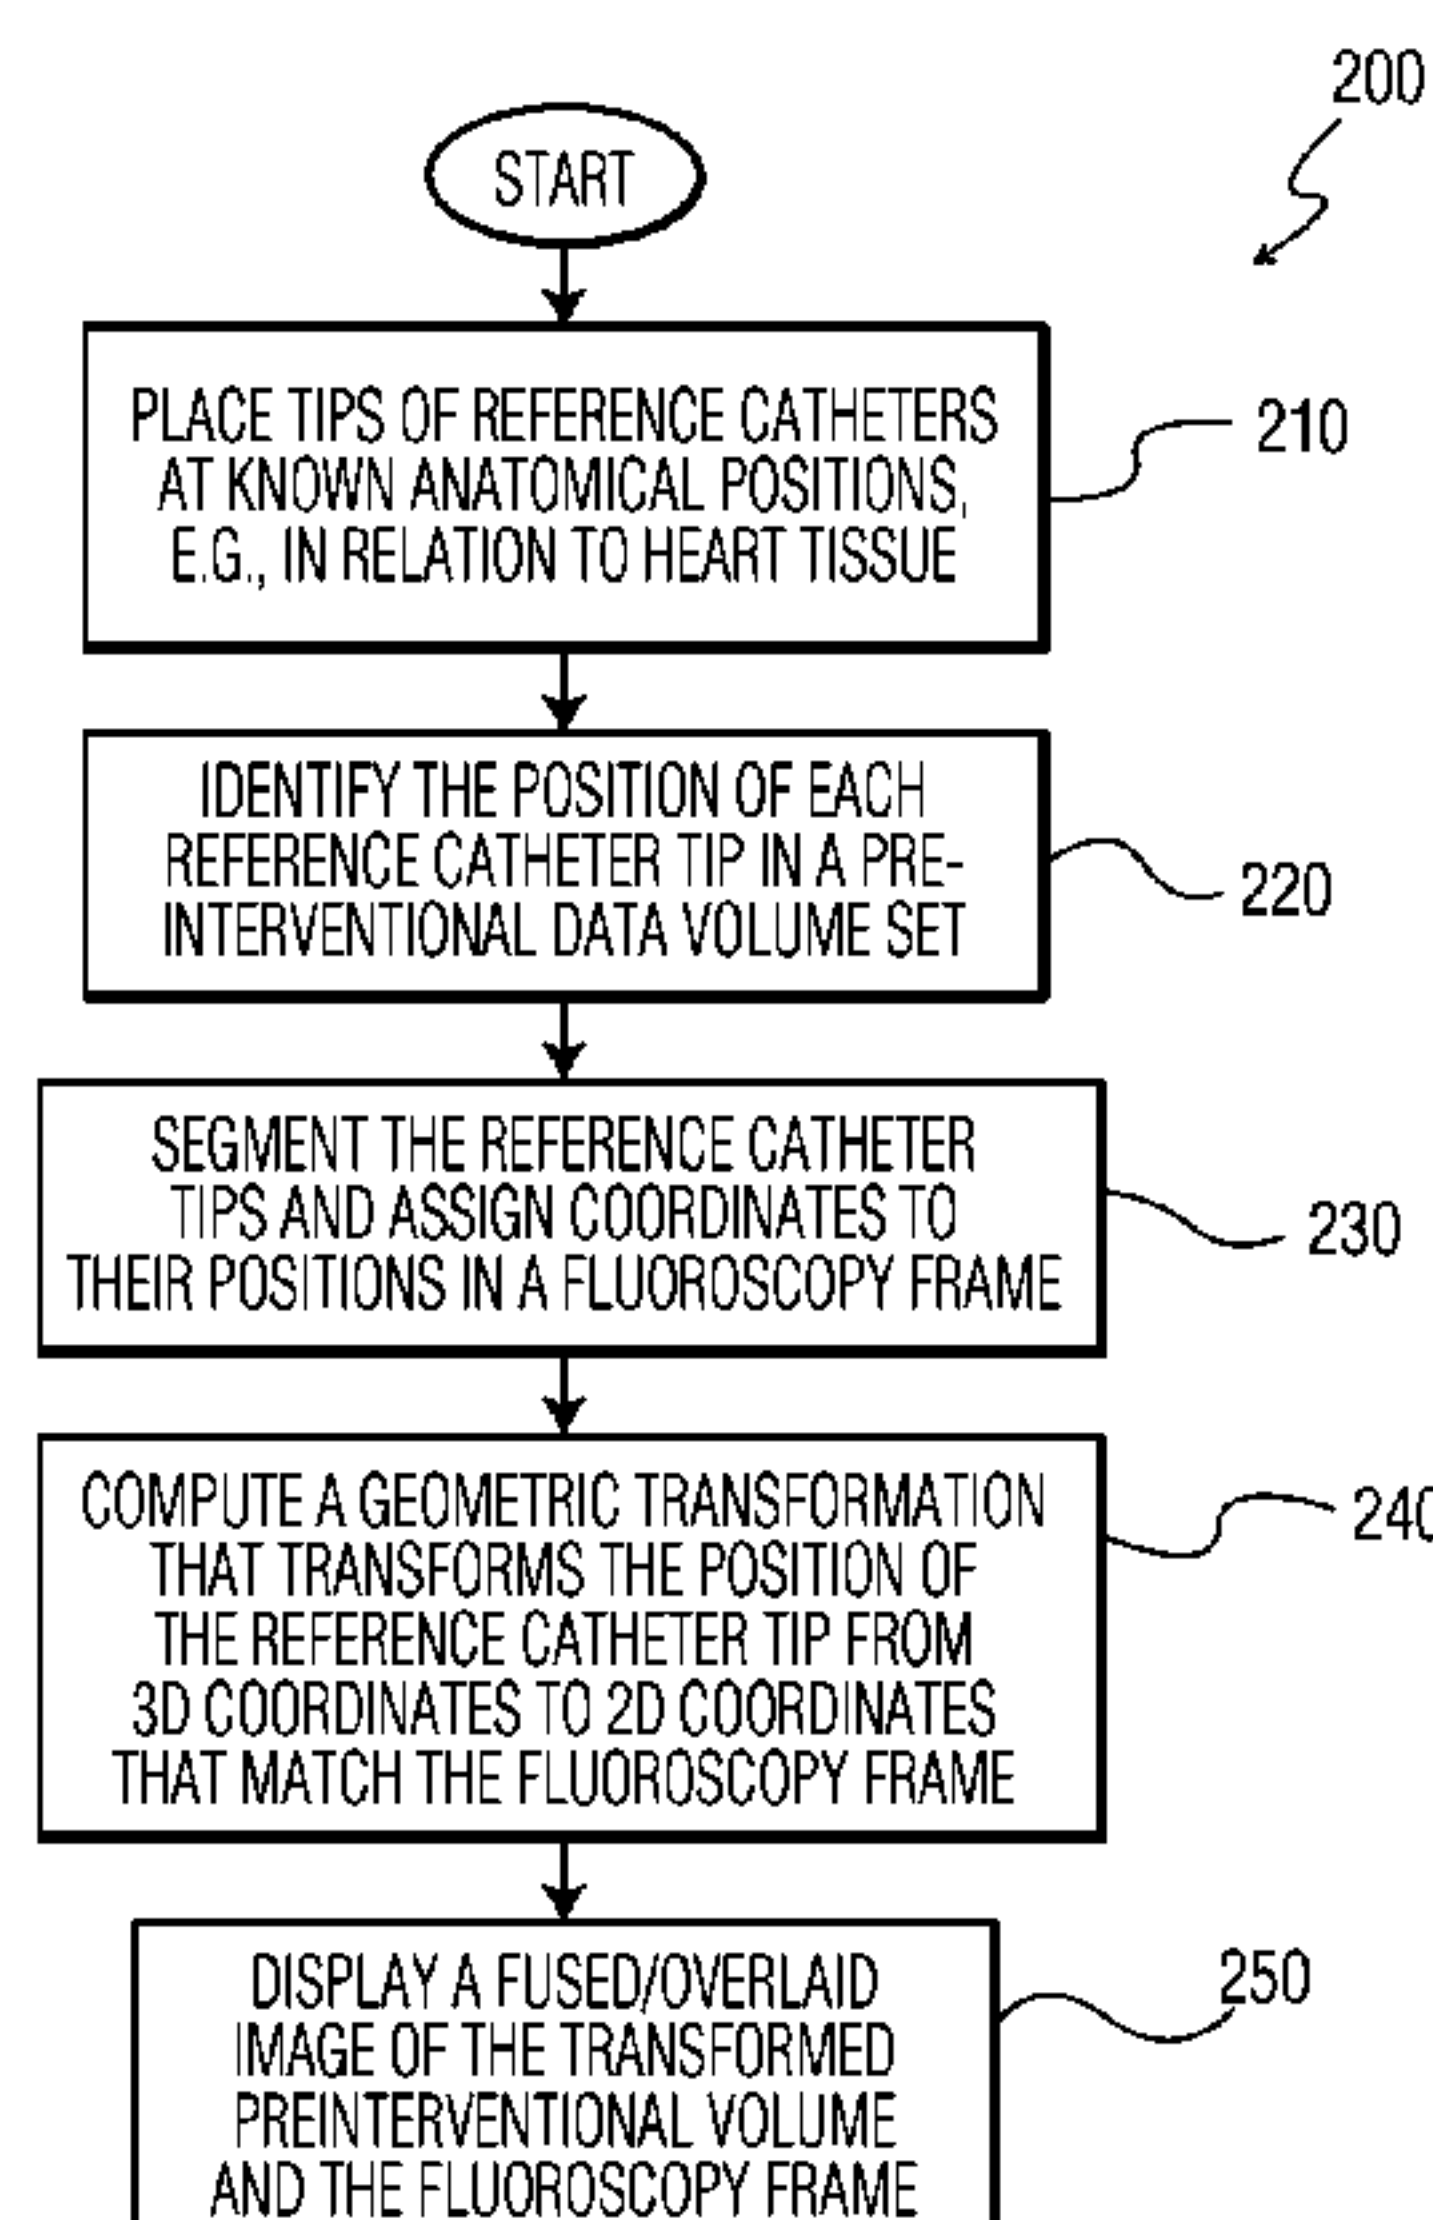 200
START
PLACE TIPS OF REFERENCE CATHETERS
AT KNOWN ANATOMICAL POSITIONS,
E.G., IN RELATION TO HEART TISSUE
210
IDENTIFY THE POSITION OF EACH
REFERENCE CATHETER TIP IN A PRE-
INTERVENTIONAL DATA VOLUME SET
220
SEGMENT THE REFERENCE CATHETER
TIPS AND ASSIGN COORDINATES TO
THEIR POSITIONS IN A FLUOROSCOPY FRAME
230
COMPUTE A GEOMETRIC TRANSFORMATION
THAT TRANSFORMS THE POSITION OF
THE REFERENCE CATHETER TIP FROM
3D COORDINATES TO 2D COORDINATES
THAT MATCH THE FLUOROSCOPY FRAME
240
DISPLAY A FUSED/OVERLAID
IMAGE OF THE TRANSFORMED
PREINTERVENTIONAL VOLUME
AND THE FLUOROSCOPY FRAME
250